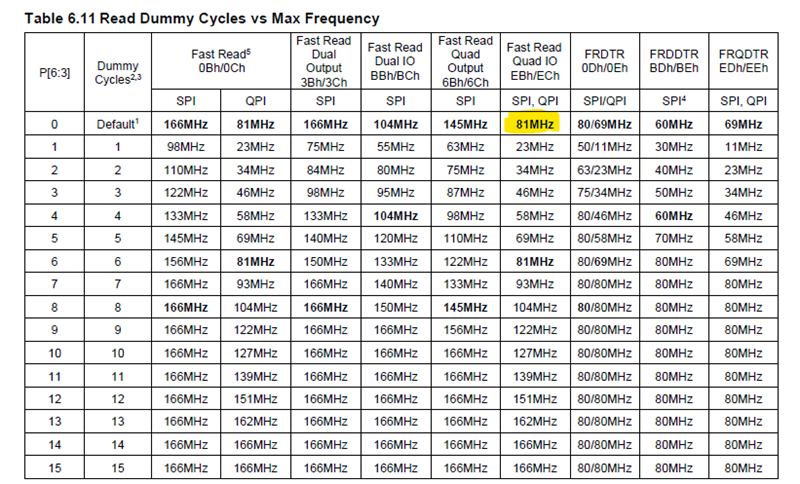 Table 6.11 Read Dummy Cycles vs Max Frequency
P[6:3] Dummy Cycles2,3 Fast Read5 0Bh/0Ch Fast Read Dual Output 3Bh/3Ch Fast Read Dual IO BBh/BCh Fast Read Quad Output 6Bh/6Ch Fast Read Quad IO EBh/ECh FRDTR 0Dh/0Eh FRDDTR BDh/BEh FRQDTR EDh/EEh
SPI QPI SPI SPI SPI SPI, QPI SPI/QPI SPI4 SPI, QPI
0 Default1 166MHz 81MHz 166MHz 104MHz 145MHz 81MHz 80/69MHz 60MHz 69MHz
1 1 98MHz 23MHz 75MHz 55MHz 63MHz 23MHz 50/11MHz 30MHz 11MHz
2 2 110MHz 34MHz 84MHz 80MHz 75MHz 34MHz 63/23MHz 40MHz 23MHz
3 3 122MHz 46MHz 98MHz 95MHz 87MHz 46MHz 75/34MHz 50MHz 34MHz
4 4 133MHz 58MHz 133MHz 104MHz 98MHz 58MHz 80/46MHz 60MHz 46MHz
5 5 145MHz 69MHz 140MHz 120MHz 110MHz 69MHz 80/58MHz 70MHz 58MHz
6 6 156MHz 81MHz 150MHz 133MHz 122MHz 81MHz 80/69MHz 80MHz 69MHz
7 7 166MHz 93MHz 166MHz 140MHz 133MHz 93MHz 80/80MHz 80MHz 80MHz
8 8 166MHz 104MHz 166MHz 150MHz 145MHz 104MHz 80/80MHz 80MHz 80MHz
9 9 166MHz 122MHz 166MHz 166MHz 156MHz 122MHz 80/80MHz 80MHz 80MHz
10 10 166MHz 127MHz 166MHz 166MHz 166MHz 127MHz 80/80MHz 80MHz 80MHz
11 11 166MHz 139MHz 166MHz 166MHz 166MHz 139MHz 80/80MHz 80MHz 80MHz
12 12 166MHz 151MHz 166MHz 166MHz 166MHz 151MHz 80/80MHz 80MHz 80MHz
13 13 166MHz 162MHz 166MHz 166MHz 166MHz 162MHz 80/80MHz 80MHz 80MHz
14 14 166MHz 166MHz 166MHz 166MHz 166MHz 166MHz 80/80MHz 80MHz 80MHz
15 15 166MHz 166MHz 166MHz 166MHz 166MHz 166MHz 80/80MHz 80MHz 80MHz